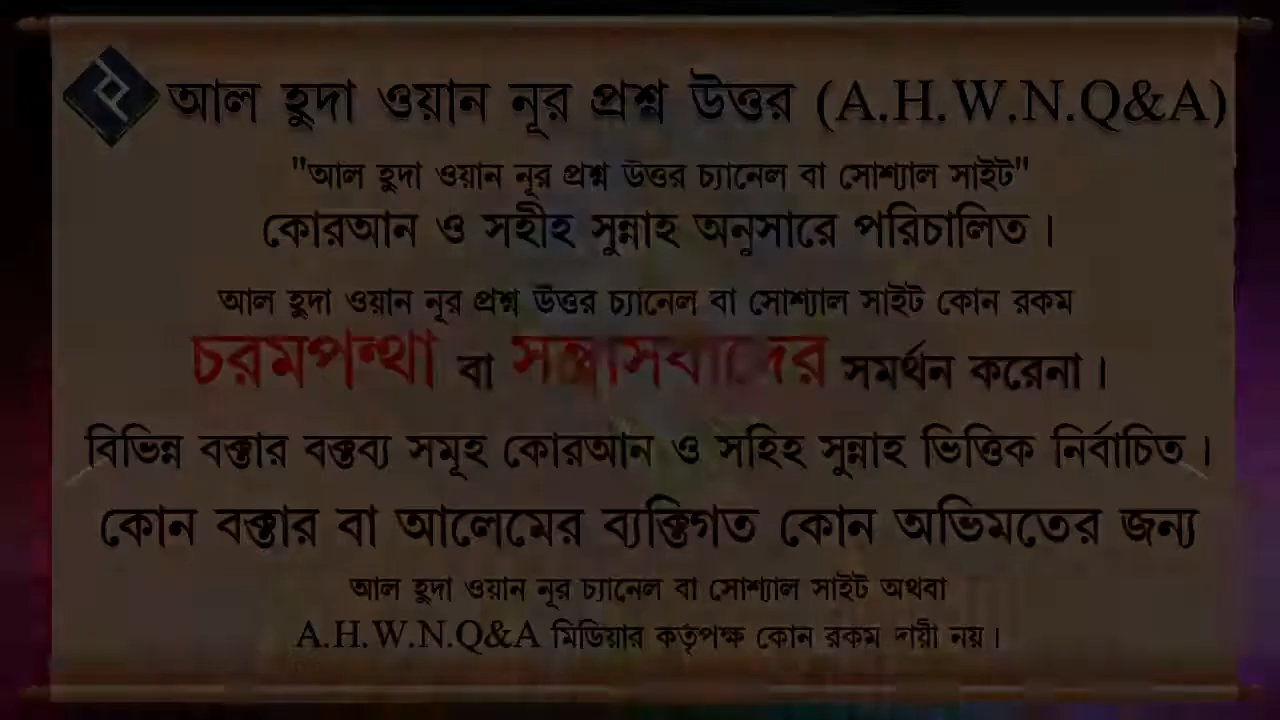 আল হুদা ওয়ান নূর প্রশ্ন উত্তর (A.H.W.N.Q&A)
"আল হুদা ওয়ান নূর প্রশ্ন উত্তর চ্যানেল বা সোশ্যাল সাইট"
কোরআন ও সহীহ সুন্নাহ অনুসারে পরিচালিত ।
আল হুদা ওয়ান নূর প্রশ্ন উত্তর চ্যানেল বা সোশ্যাল সাইট কোন রকম
চরমপন্থা বা সন্ত্রাসবাদের সমর্থন করেনা ।
বিভিন্ন বক্তার বক্তব্য সমূহ কোরআন ও সহিহ সুন্নাহ ভিত্তিক নির্বাচিত ।
কোন বক্তার বা আলেমের ব্যক্তিগত কোন অভিমতের জন্য
আল হুদা ওয়ান নূর চ্যানেল বা সোশ্যাল সাইট অথবা
A.H.W.N.Q&A মিডিয়ার কর্তৃপক্ষ কোন রকম দায়ী নয় ।